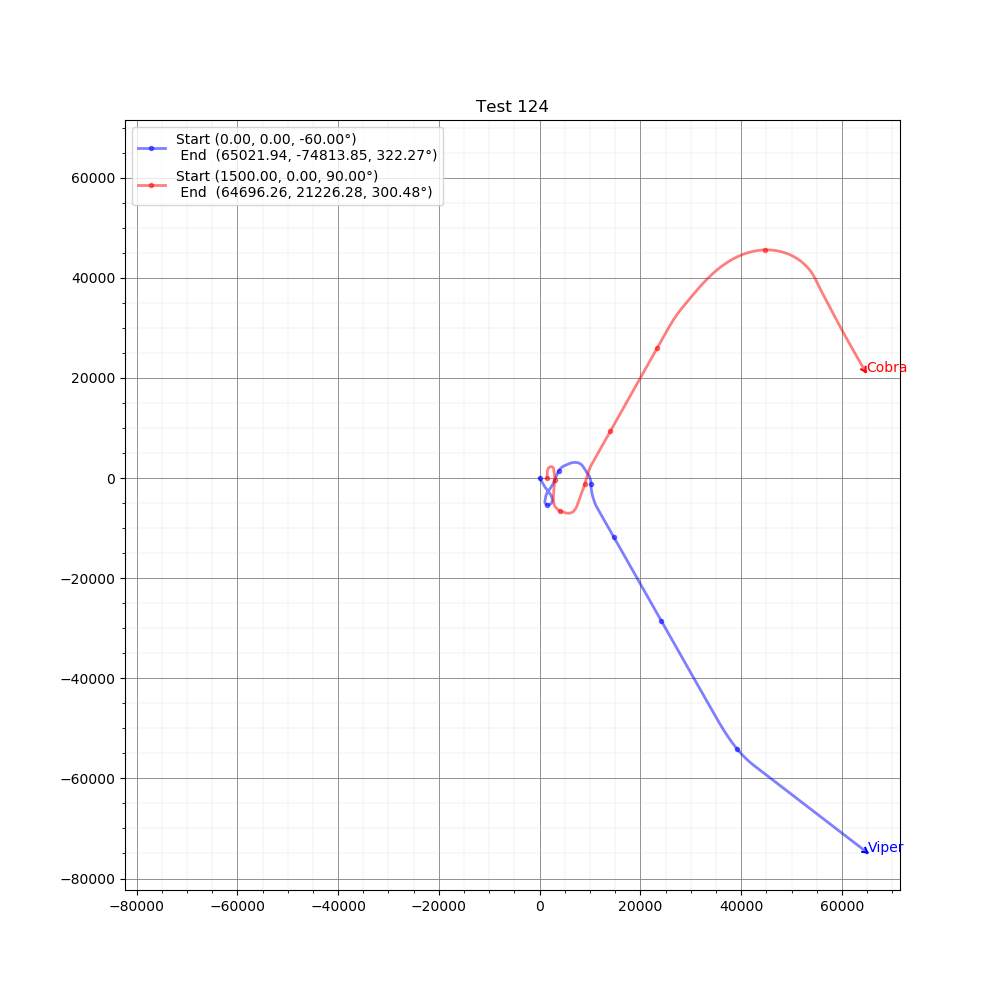 Test 124
Start (0.00, 0.00, -60.00°)
End (65021.94, -74813.85, 322.27°)
Start (1500.00, 0.00, 90.00°)
End (64696.26, 21226.28, 300.48°)
60000
40000
20000
0
−20000
−40000
−60000
−80000
Cobra
Viper
−80000 −60000 −40000 −20000 0 20000 40000 60000